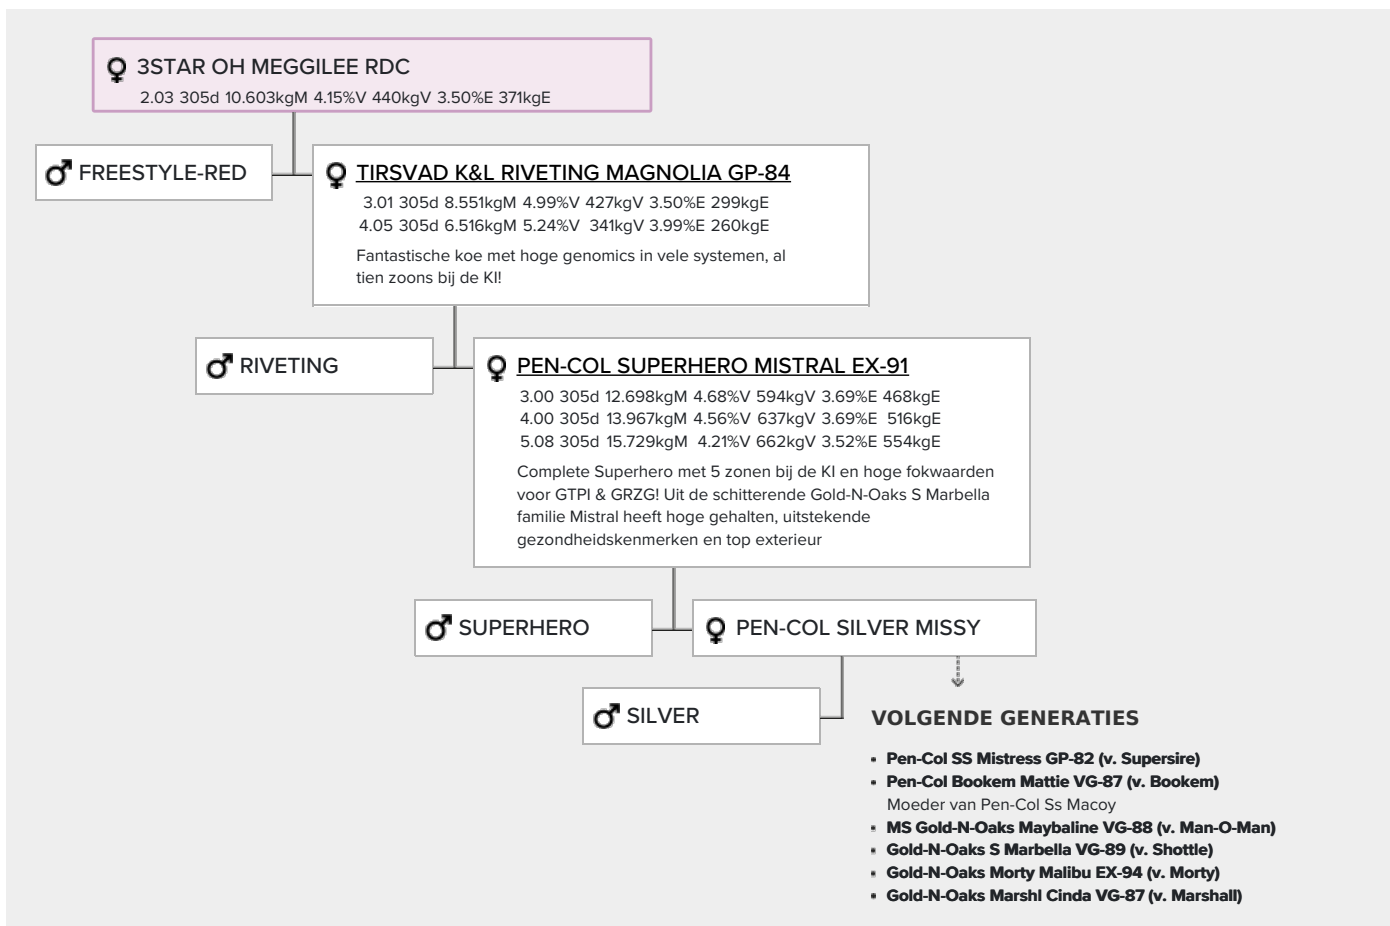 3STAR OH MEGGILEE RDC
2.03 305d 10.603kgM 4.15%V 440kgV 3.50%E 371kgE
FREESTYLE-RED
TIRSVAD K&L RIVETING MAGNOLIA GP-84
3.01 305d 8.551kgM 4.99%V 427kgV 3.50%E 299kgE
4.05 305d 6.516kgM 5.24%V 341kgV 3.99%E 260kgE
Fantastische koe met hoge genomics in vele systemen, al
tien zoons bij de KI!
RIVETING
PEN-COL SUPERHERO MISTRAL EX-91
3.00 305d 12.698kgM 4.68%V 594kgV 3.69%E 468kgE
4.00 305d 13.967kgM 4.56%V 637kgV 3.69%E 516kgE
5.08 305d 15.729kgM 4.21%V 662kgV 3.52%E 554kgE
Complete Superhero met 5 zonen bij de KI en hoge fokwaarden
voor GTPI & GRZG! Uit de schitterende Gold-N-Oaks S Marbella
familie Mistral heeft hoge gehalten, uitstekende
gezondheidskenmerken en top exterieur
SUPERHERO
PEN-COL SILVER MISSY
SILVER
VOLGENDE GENERATIES
• Pen-Col SS Mistress GP-82 (v. Supersire)
• Pen-Col Bookem Mattie VG-87 (v. Bookem)
Moeder van Pen-Col Ss Macoy
• MS Gold-N-Oaks Maybaline VG-88 (v. Man-O-Man)
• Gold-N-Oaks S Marbella VG-89 (v. Shottle)
• Gold-N-Oaks Morty Malibu EX-94 (v. Morty)
• Gold-N-Oaks Marshl Cinda VG-87 (v. Marshall)